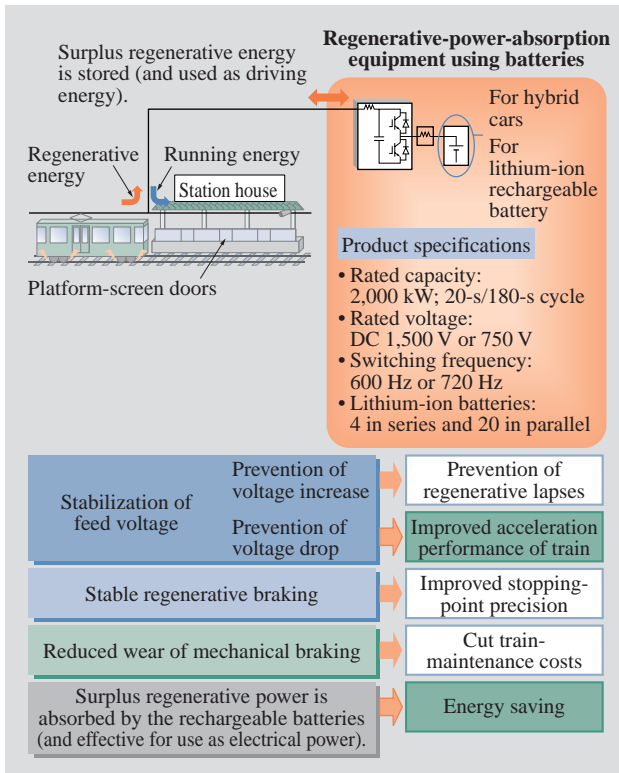 Surplus regenerative energy
is stored (and used as driving
energy).
Regenerative-power-absorption
equipment using batteries
For hybrid
cars
For
lithium-ion
rechargeable
battery
Regenerative
energy
Running energy
Station house
Platform-screen doors
Product specifications
• Rated capacity:
2,000 kW; 20-s/180-s cycle
• Rated voltage:
DC 1,500 V or 750 V
• Switching frequency:
600 Hz or 720 Hz
• Lithium-ion batteries:
4 in series and 20 in parallel
Stabilization of
feed voltage
Prevention of
voltage increase
Prevention of
regenerative lapses
Prevention of
voltage drop
Improved acceleration
performance of train
Stable regenerative braking
Improved stopping-
point precision
Reduced wear of mechanical braking
Cut train-
maintenance costs
Surplus regenerative power is
absorbed by the rechargeable batteries
(and effective for use as electrical power).
Energy saving